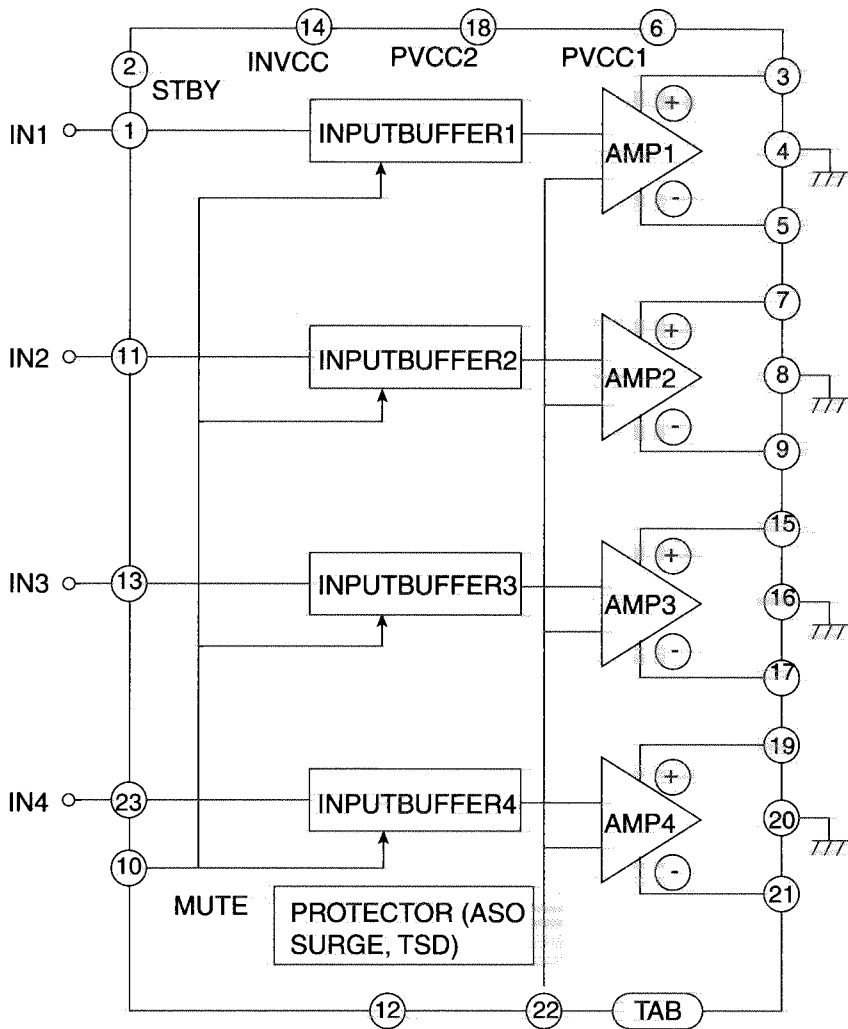 14
18
6
2
INVCC
PVCC2
PVCC1
3
STBY
+
IN1
1
INPUTBUFFER1
AMP1
4
-
5
7
+
IN2
11
INPUTBUFFER2
AMP2
8
-
9
15
+
IN3
13
INPUTBUFFER3
AMP3
16
-
17
19
+
IN4
23
INPUTBUFFER4
AMP4
20
10
-
21
MUTE
PROTECTOR (ASO
SURGE, TSD)
12
22
TAB